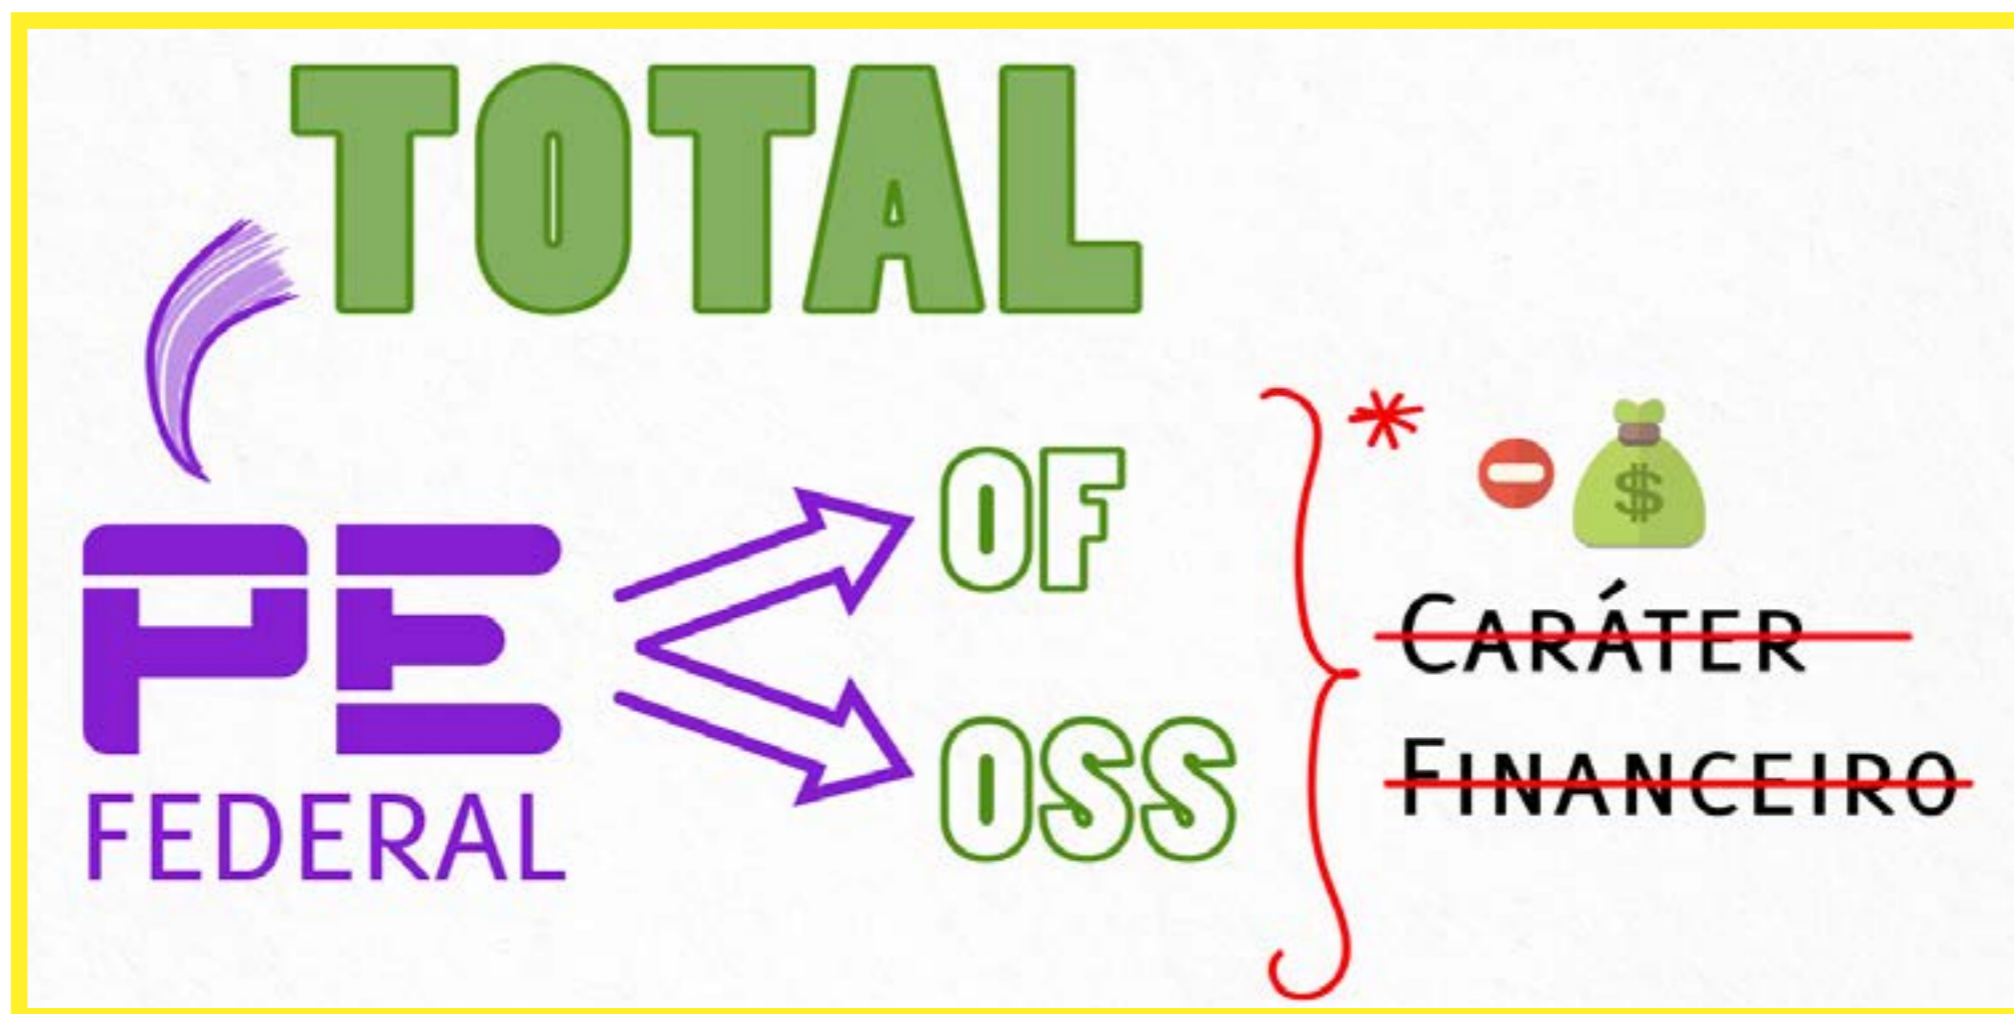 TOTAL
PE
FEDERAL
OF
OSS
*
$
CARÁTER
FINANCEIRO